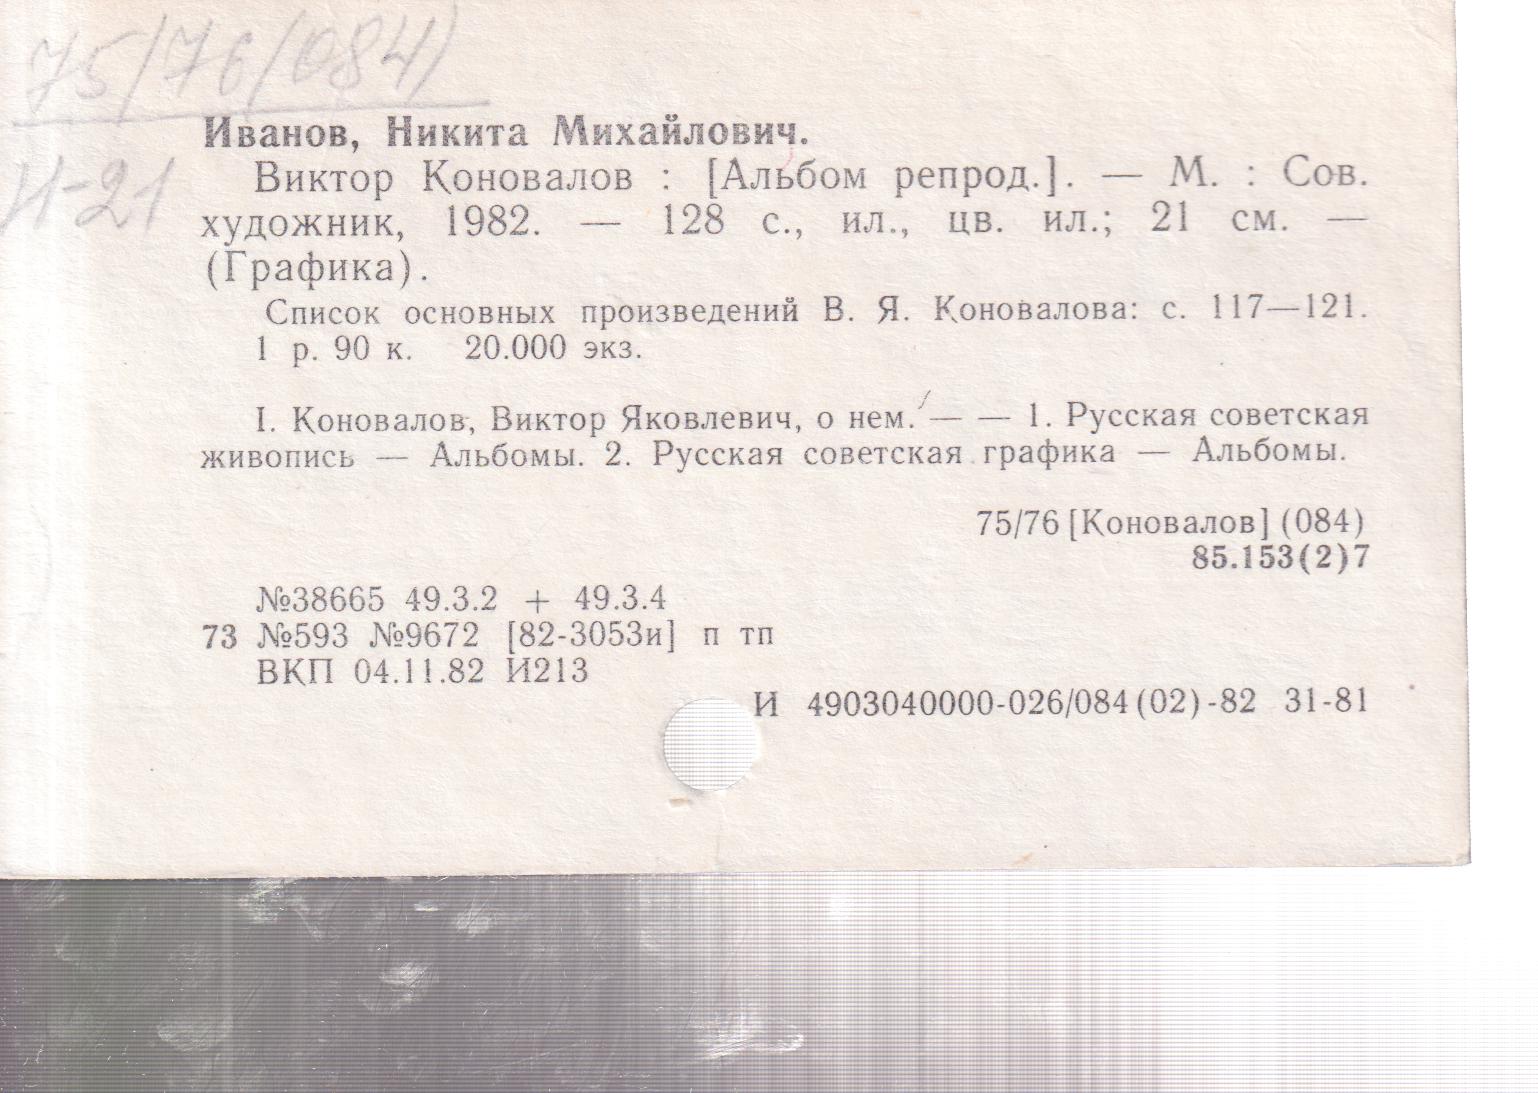 75/76/(084)
И-21
Иванов, Никита Михайлович.
Виктор Коновалов : [Альбом репрод.]. — М. : Сов.
художник, 1982. — 128 с., ил., цв. ил.; 21 см. —
(Графика).
Список основных произведений В. Я. Коновалова: с. 117—121.
1 р. 90 к. 20.000 экз.
I. Коновалов, Виктор Яковлевич, о нем. — — 1. Русская советская
живопись — Альбомы. 2. Русская советская графика — Альбомы.
75/76 [Коновалов] (084)
85.153(2)7
№38665 49.3.2 + 49.3.4
73 №593 №9672 [82-3053и] п тп
ВКП 04.11.82 И213
И 4903040000-026/084(02)-82 31-81